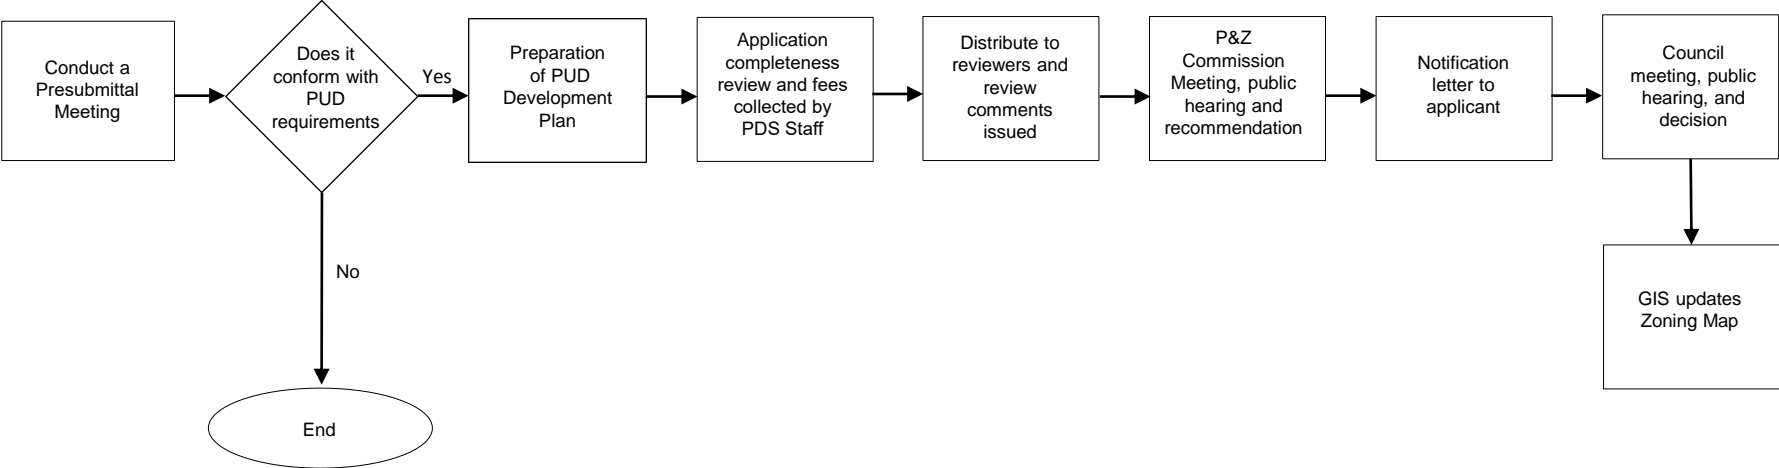 Conduct a
Presubmittal
Meeting
Does it
conform with
PUD
requirements
Yes
No
End
Preparation
of PUD
Development
Plan
Application
completeness
review and fees
collected by
PDS Staff
Distribute to
reviewers and
review
comments
issued
P&Z
Commission
Meeting, public
hearing and
recommendation
Notification
letter to
applicant
Council
meeting, public
hearing, and
decision
GIS updates
Zoning Map